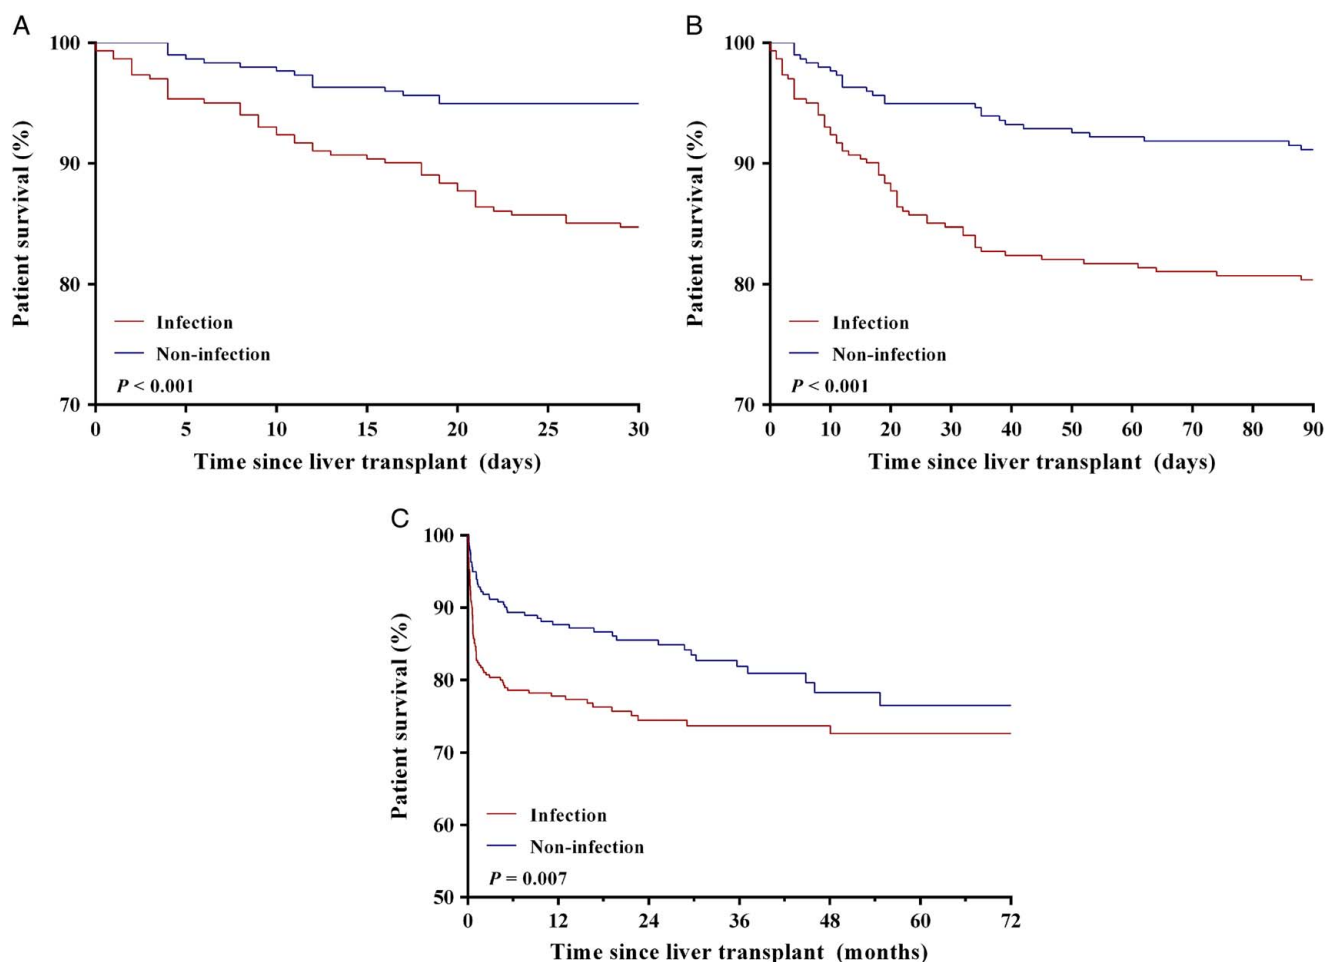 A
100
90
80
70
Patient survival (%)
Infection
Non-infection
P < 0.001
0 5 10 15 20 25 30
Time since liver transplant (days)
B
100
90
80
70
Patient survival (%)
Infection
Non-infection
P < 0.001
0 10 20 30 40 50 60 70 80 90
Time since liver transplant (days)
C
100
90
80
70
60
50
Patient survival (%)
Infection
Non-infection
P = 0.007
0 12 24 36 48 60 72
Time since liver transplant (months)